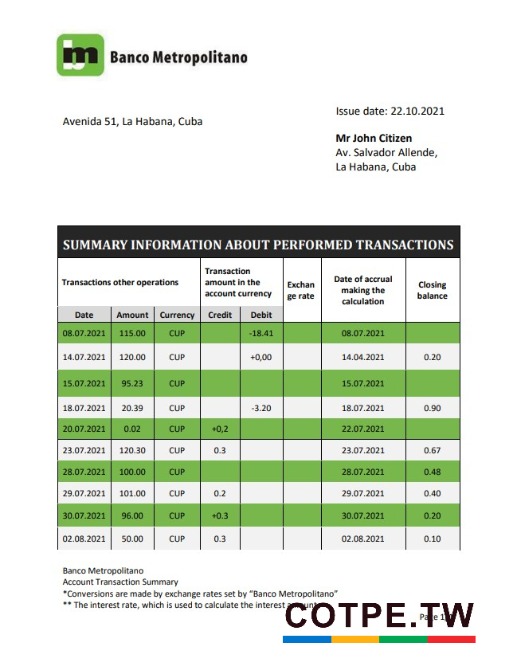 bm Banco Metropolitano
Issue date: 22.10.2021
Avenida 51, La Habana, Cuba
Mr John Citizen
Av. Salvador Allende,
La Habana, Cuba
SUMMARY INFORMATION ABOUT PERFORMED TRANSACTIONS
Transactions other operations
Transaction
amount in the
account currency
Exchan
ge rate
Date of accrual
making the
calculation
Closing
balance
Date Amount Currency Credit Debit
08.07.2021 115.00 CUP -18.41 08.07.2021
14.07.2021 120.00 CUP +0,00 14.04.2021 0.20
15.07.2021 95.23 CUP 15.07.2021
18.07.2021 20.39 CUP -3.20 18.07.2021 0.90
20.07.2021 0.02 CUP +0,2 22.07.2021
23.07.2021 120.30 CUP 0.3 23.07.2021 0.67
28.07.2021 100.00 CUP 28.07.2021 0.48
29.07.2021 101.00 CUP 0.2 29.07.2021 0.40
30.07.2021 96.00 CUP +0.3 30.07.2021 0.20
02.08.2021 50.00 CUP 0.3 02.08.2021 0.10
Banco Metropolitano
Account Transaction Summary
*Conversions are made by exchange rates set by “Banco Metropolitano”
** The interest rate, which is used to calculate the interest amount
COTPE.TW
Page